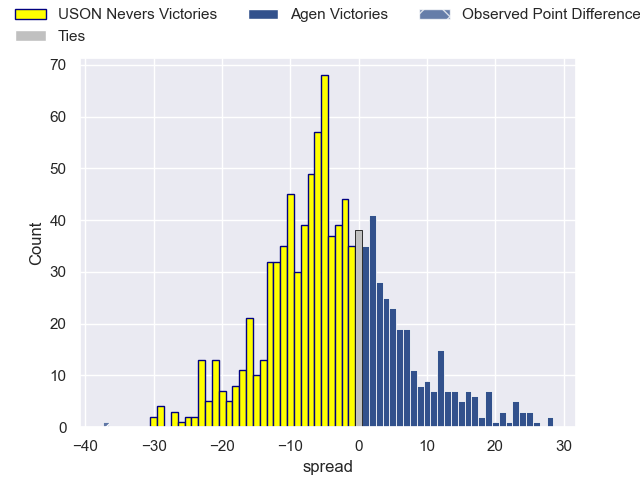 USON Nevers Victories
Agen Victories
Observed Point Difference
Ties
70
60
50
40
30
20
10
0
Count
−40 −30 −20 −10 0 10 20 30
spread